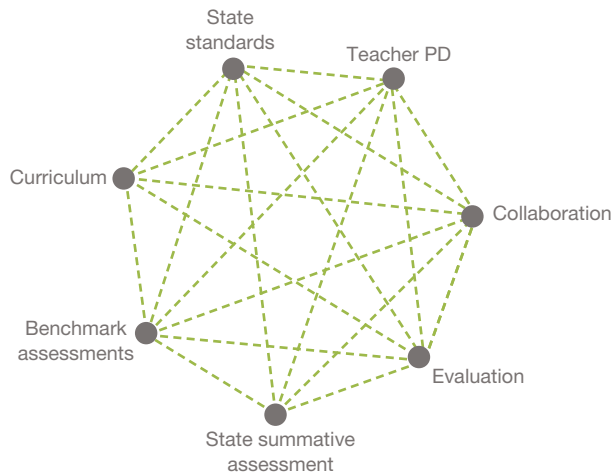 State
standards
Teacher PD
Curriculum
Collaboration
Benchmark
assessments
Evaluation
State summative
assessment